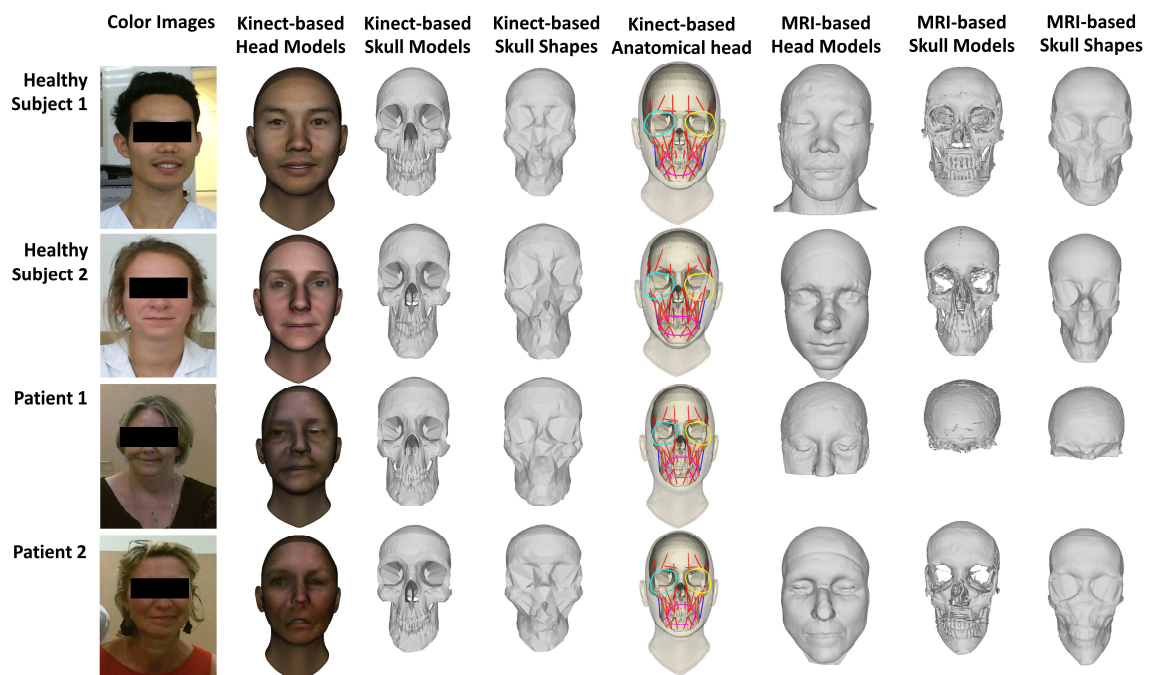 Color Images
Kinect-based
Head Models
Kinect-based
Skull Models
Kinect-based
Skull Shapes
Kinect-based
Anatomical head
MRI-based
Head Models
MRI-based
Skull Models
MRI-based
Skull Shapes
Healthy
Subject 1
Healthy
Subject 2
Patient 1
Patient 2